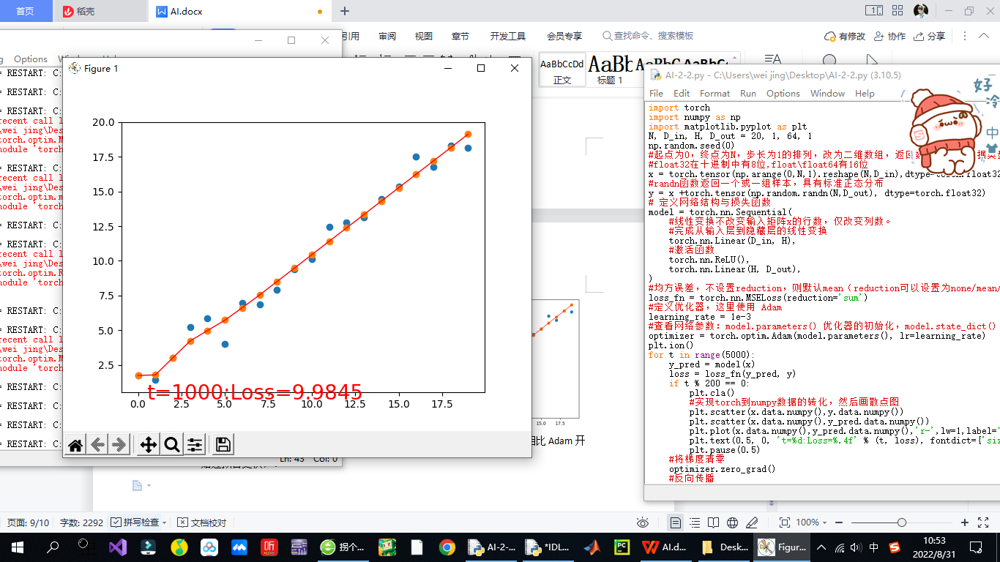 首页
稻壳
AI.docx
引用
审阅
视图
章节
开发工具
会员专享
查找命令、搜索模板
有修改
协作
分享
AaBbCcDd
正文
AaBb
标题 1
AaBbC
AaBbC
Options
= RESTART: C:
= RESTART: C:
= RESTART: C:
recent call l
\wei jing\Des
torch.optim.M
module 'torch
= RESTART: C:
recent call l
\wei jing\Des
torch.optim.m
module 'torch
= RESTART: C:
= RESTART: C:
recent call l
\wei jing\Des
torch.optim.R
module 'torch
= RESTART: C:
= RESTART: C:
recent call l
\wei jing\Des
torch.optim.M
module 'torch
= RESTART: C:
= RESTART: C:
= RESTART: C:
= RESTART: C:
Ln: 43 Col: 0
Figure 1
20.0
17.5
15.0
12.5
10.0
7.5
5.0
2.5
t=1000:Loss=9.9845
0.0 2.5 5.0 7.5 10.0 12.5 15.0 17.5
15.0 17.5
相比 Adam 开
AI-2-2.py - C:\Users\wei jing\Desktop\AI-2-2.py (3.10.5)
File Edit Format Run Options Window Help
import torch
import numpy as np
import matplotlib.pyplot as plt
N, D_in, H, D_out = 20, 1, 64, 1
np.random.seed(0)
#起点为0，终点为N，步长为1的排列，改为二维数组，返回
#float32在十进制中有8位,float\float64有16位
x = torch.tensor(np.arange(0,N,1).reshape(N,D_in),dtype=torch.float32
#randn函数返回一个或一组样本，具有标准正态分布
y = x +torch.tensor(np.random.randn(N,D_out), dtype=torch.float32)
# 定义网络结构与损失函数
model = torch.nn.Sequential(
#线性变换不改变输入矩阵x的行数，仅改变列数。
#完成从输入层到隐藏层的线性变换
torch.nn.Linear(D_in, H),
#激活函数
torch.nn.ReLU(),
torch.nn.Linear(H, D_out),
)
#均方误差，不设置reduction，则默认mean（reduction可以设置为none/mean/
loss_fn = torch.nn.MSELoss(reduction='sum')
#定义优化器，这里使用 Adam
learning_rate = 1e-3
#查看网络参数：model.parameters() 优化器的初始化，model.state_dict()
optimizer = torch.optim.Adam(model.parameters(), lr=learning_rate)
plt.ion()
for t in range(5000):
y_pred = model(x)
loss = loss_fn(y_pred, y)
if t % 200 == 0:
plt.cla()
#实现torch到numpy数据的转化，然后画散点图
plt.scatter(x.data.numpy(),y.data.numpy())
plt.scatter(x.data.numpy(),y_pred.data.numpy())
plt.plot(x.data.numpy(),y_pred.data.numpy(),'r-',lw=1,label="
plt.text(0.5, 0, 't=%d:Loss=%.4f' % (t, loss), fontdict={'siz
plt.pause(0.5)
#将梯度清零
optimizer.zero_grad()
#反向传播
好冷
中
页面: 9/10
字数: 2292
拼写检查
文档校对
100%
拐个...
AI-2-...
*IDL...
AI.d...
Desk...
Figur...
中
10:53
2022/8/31